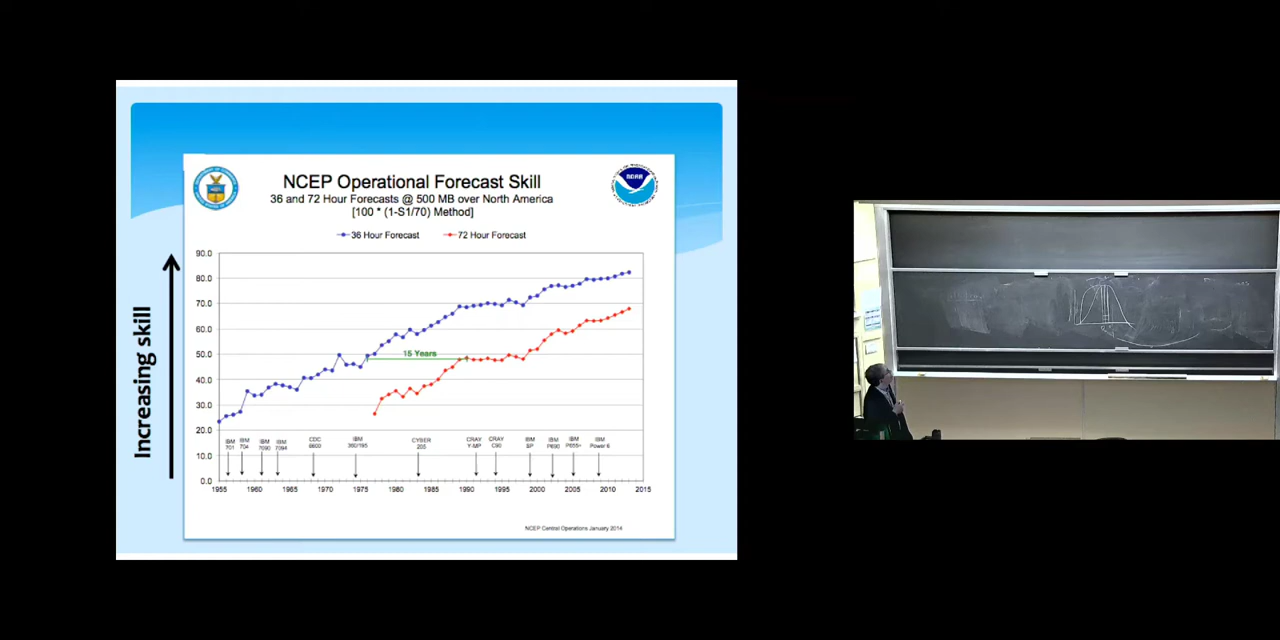 NCEP Operational Forecast Skill
36 and 72 Hour Forecasts @ 500 MB over North America
[100 * (1-S1/70) Method]
NOAA
36 Hour Forecast
72 Hour Forecast
Increasing skill
90.0
80.0
70.0
60.0
50.0
40.0
30.0
20.0
10.0
0.0
15 Years
IBM 701
IBM 704
IBM 7090
IBM 7094
CDC 6600
IBM 360/195
CYBER 205
CRAY Y-MP
CRAY C90
IBM SP
IBM P690
IBM P655+
IBM Power 6
1955 1960 1965 1970 1975 1980 1985 1990 1995 2000 2005 2010 2015
NCEP Central Operations January 2014